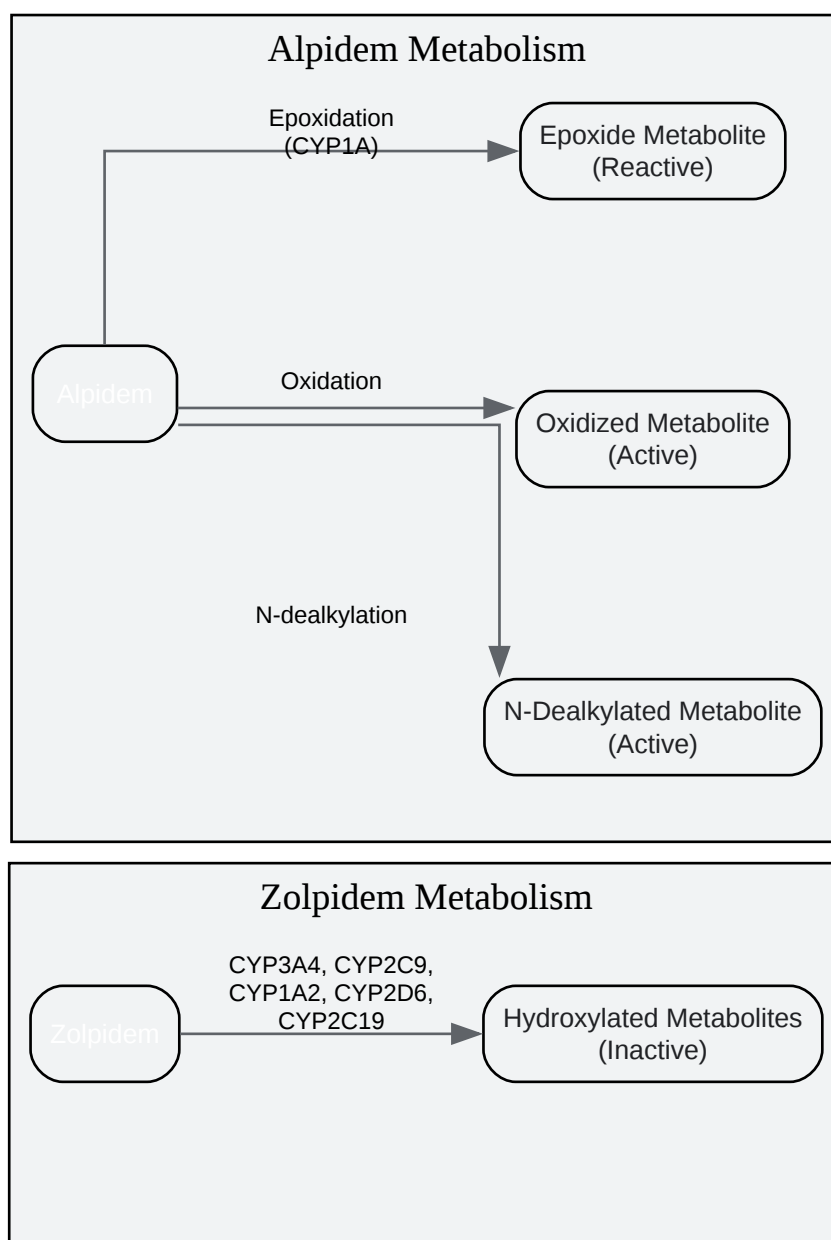 Alpidem Metabolism
Epoxidation
(CYP1A)
Epoxide Metabolite
(Reactive)
Alpidem
Oxidation
Oxidized Metabolite
(Active)
N-dealkylation
N-Dealkylated Metabolite
(Active)
Zolpidem Metabolism
CYP3A4, CYP2C9,
CYP1A2, CYP2D6,
CYP2C19
Zolpidem
Hydroxylated Metabolites
(Inactive)